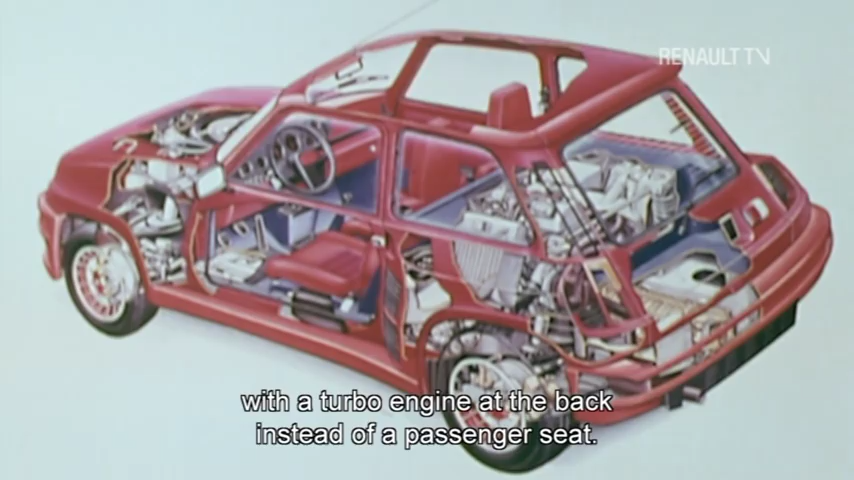 RENAULT TV
with a turbo engine at the back
instead of a passenger seat.